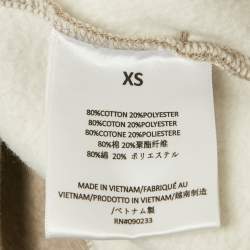 XS
80%COTTON 20%POLYESTER
80%COTON 20%POLYESTER
80%COTONE 20%POLIESTERE
80%棉 20%聚酯纤维
80%綿 20% ポリエステル
MADE IN VIETNAM/FABRIQUÉ AU
VIETNAM/PRODOTTO IN VIETNAM/越南制造
/ベトナム製
RN#090233